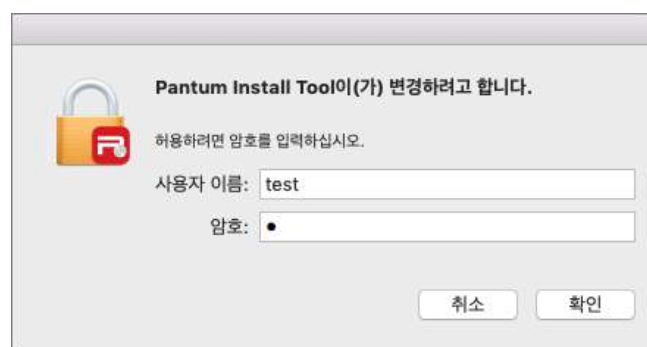 Pantum Install Tool이(가) 변경하려고 합니다.
허용하려면 암호를 입력하십시오.
사용자 이름: test
암호: ●
취소 확인